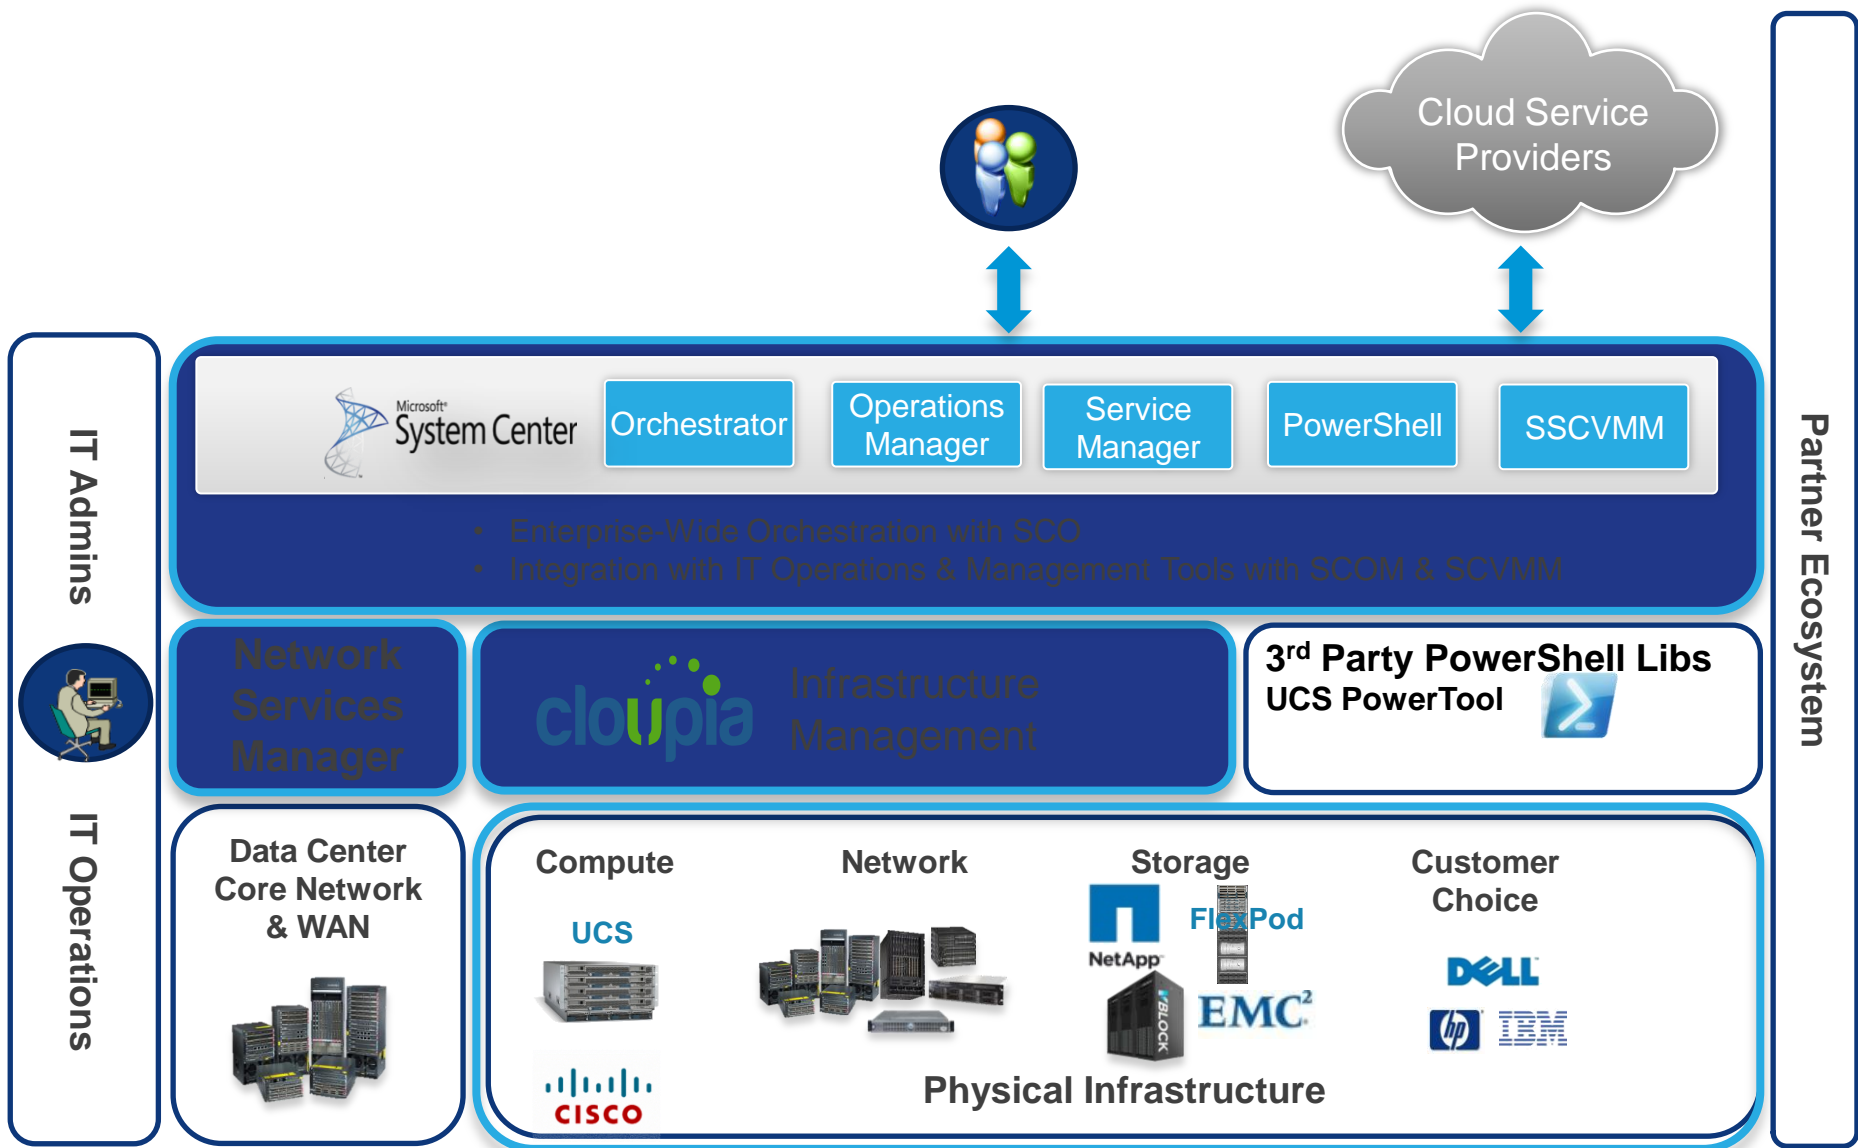 Cloud Service
Providers
Microsoft®
System Center
Orchestrator
Operations
Manager
Service
Manager
PowerShell
SSCVMM
• Enterprise-Wide Orchestration with SCO
• Integration with IT Operations & Management Tools with SCOM & SCVMM
IT Admins
IT Operations
Partner Ecosystem
Network
Services
Manager
cloupia
Infrastructure
Management
3rd Party PowerShell Libs
UCS PowerTool
Data Center
Core Network
& WAN
Compute
UCS
CISCO
Network
Storage
NetApp
FlexPod
VBLOCK
EMC²
Customer
Choice
DELL
hp
IBM
Physical Infrastructure